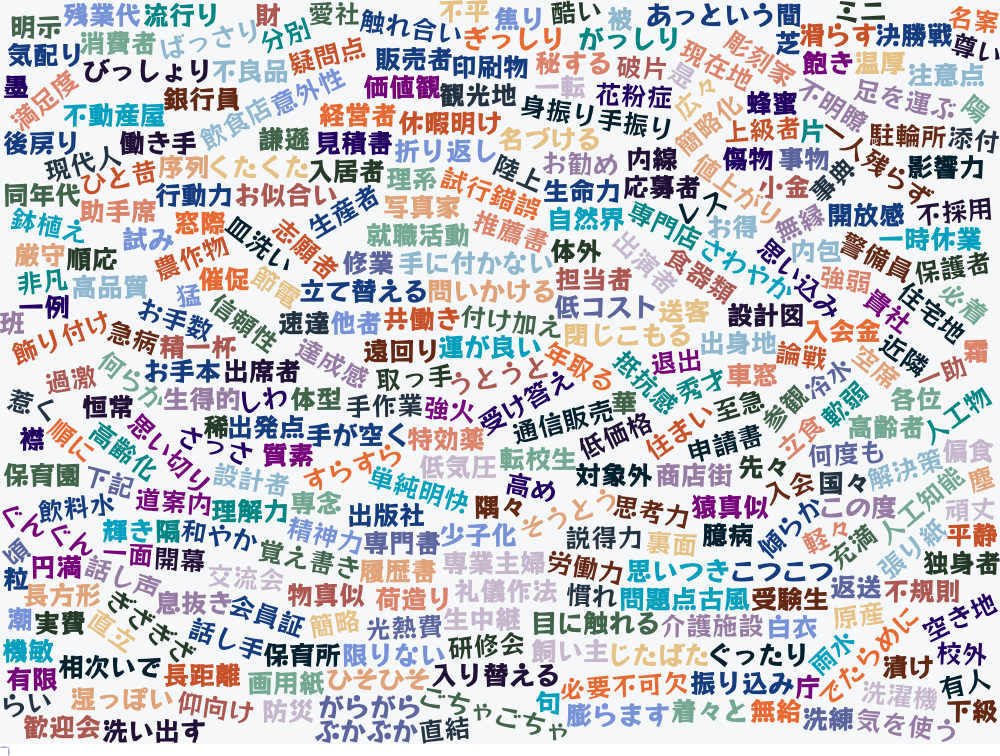 明示
残業代
流行り
財
愛社
触れ合い
不平
焦り
酷い
被
あっという間
ミニ
名案
気配り
消費者
ばっさり
分別
疑問点
販売者
ぎっしり
がっしり
芝
滑らす
決勝戦
尊い
墨
満足度
びっしょり
不良品
意外性
価値観
印刷物
秘する
破片
是
現在地
彫刻家
飽き
温厚
注意点
不動産屋
銀行員
飲食店
経営者
観光地
一転
身振り手振り
花粉症
広々
簡略化
蜂蜜
不明瞭
足を運ぶ
陽
後戻り
働き手
謙遜
見積書
休暇明け
折り返し
名づける
上級者
片
一人残らず
駐輪所
添付
現代人
ひと昔
序列
くたくた
入居者
理系
試行錯誤
陸上
お勧め
内線
値上がり
傷物
事物
事毎
影響力
同年代
助手席
行動力
お似合い
生産者
写真家
生命力
応募者
レス
小金
無縁
開放感
不採用
鉢植え
試み
窓際
皿洗い
志願者
就職活動
推薦書
自然界
専門店
お得
一時休業
厳守
順応
農作物
修業
手に付かない
体外
出演者
食器類
さわやか
思い込み
内包
警備員
保護者
非凡
高品質
猛
催促
節電
立て替える
問いかける
担当者
強弱
貴社
住宅地
必着
一例
班
飾り付け
お手数
信頼性
速達
他者
共働き
付け加え
低コスト
送客
設計図
入会金
近隣
霜
急病
精一杯
達成感
遠回り
運が良い
閉じこもる
出身地
論戦
空席
一助
過激
何らか
お手本
出席者
取っ手
うとうと
年取る
抵抗感
退出
秀才
車窓
冷水
惹く
恒常
生得的
しわ
体型
手作業
強火
受け答え
通信販売
華
至急
参観
軟弱
各位
人工物
襟
順に
高齢化
思い切り
さっさ
稀
出発点
手が空く
特効薬
低価格
住まい
申請書
立食
高齢者
保育園
下記
設計者
質素
すらすら
単純明快
低気圧
転校生
対象外
商店街
先々
何度も
解決策
偏食
飲料水
道案内
理解力
専念
出版社
隅々
高め
そうとう
思考力
猿真似
入会
国々
この度
人工知能
塵
頑丈
ぐんぐん
輝き
隔
和やか
精神力
専門書
少子化
説得力
裏面
臆病
傾らか
軽々
充満
張り紙
平静
頃
円満
一面
開幕
覚え書き
履歴書
専業主婦
労働力
思いつき
こつこつ
独身者
粒
長方形
話し声
交流会
物真似
荷造り
礼儀作法
慣れ
問題点
古風
受験生
返送
不規則
潮
実費
直立
ぎざぎざ
息抜き
会員証
簡略
光熱費
生中継
目に触れる
介護施設
白衣
原産
空き地
機敏
話し手
保育所
限りない
研修会
飼い主
じたばた
ぐったり
雨水
でたらめに
校外
有限
相次いで
長距離
画用紙
ひそひそ
入り替える
必要不可欠
振り込み
庁
漬け
有人
らい
湿っぽい
仰向け
防災
がらがら
ごちゃごちゃ
句
膨らます
着々と
無給
洗濯機
下級
歓迎会
洗い出す
ぶかぶか
直結
洗練
気を使う